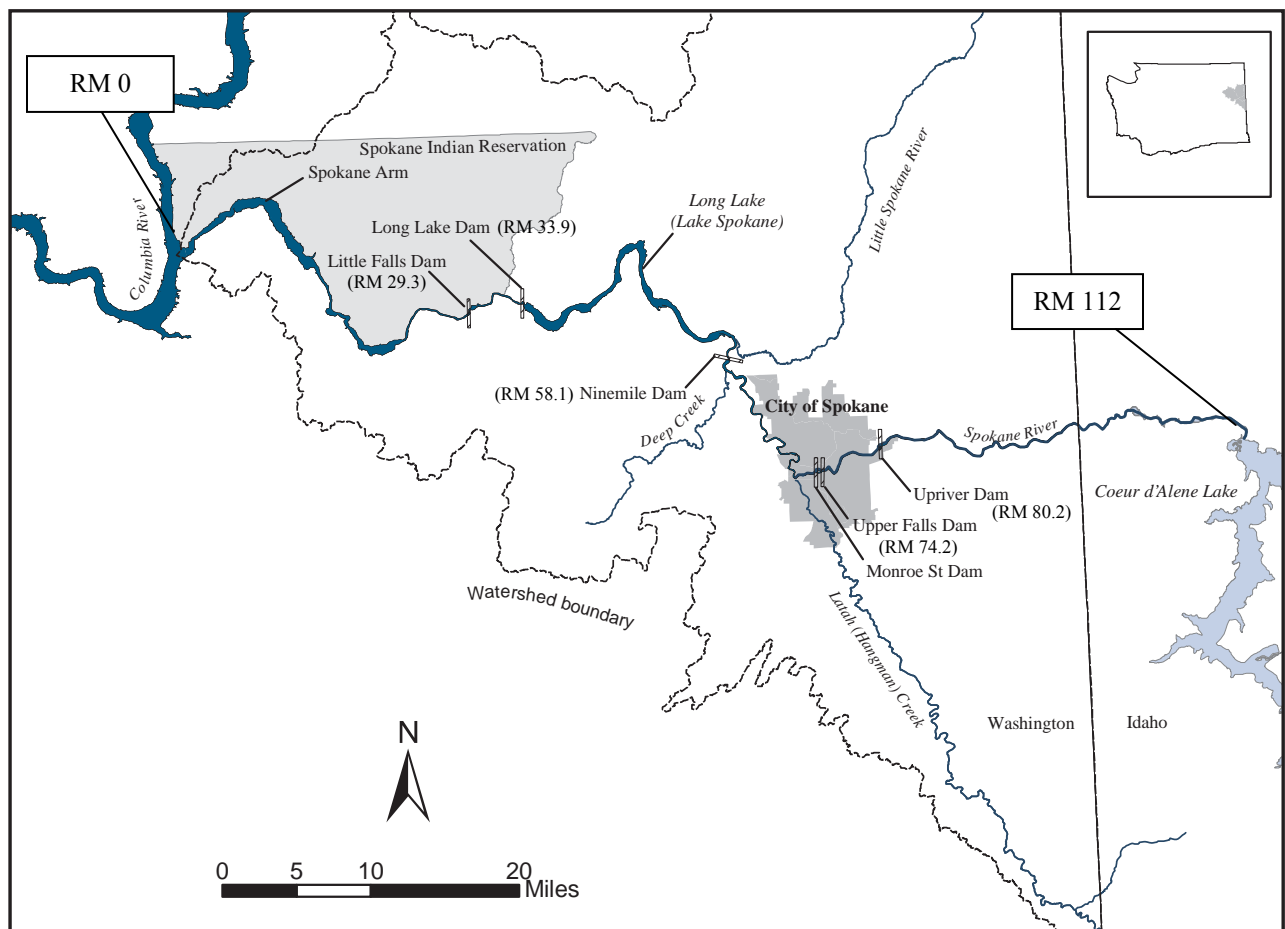 RM 0
Spokane Indian Reservation
Spokane Arm
Columbia River
Long Lake Dam (RM 33.9)
Little Falls Dam
(RM 29.3)
Long Lake
(Lake Spokane)
Little Spokane River
RM 112
(RM 58.1) Ninemile Dam
Deep Creek
City of Spokane
Spokane River
Coeur d'Alene Lake
Upriver Dam
(RM 80.2)
Upper Falls Dam
(RM 74.2)
Monroe St Dam
Watershed boundary
Latah (Hangman) Creek
Washington
Idaho
N
0 5 10 20
Miles